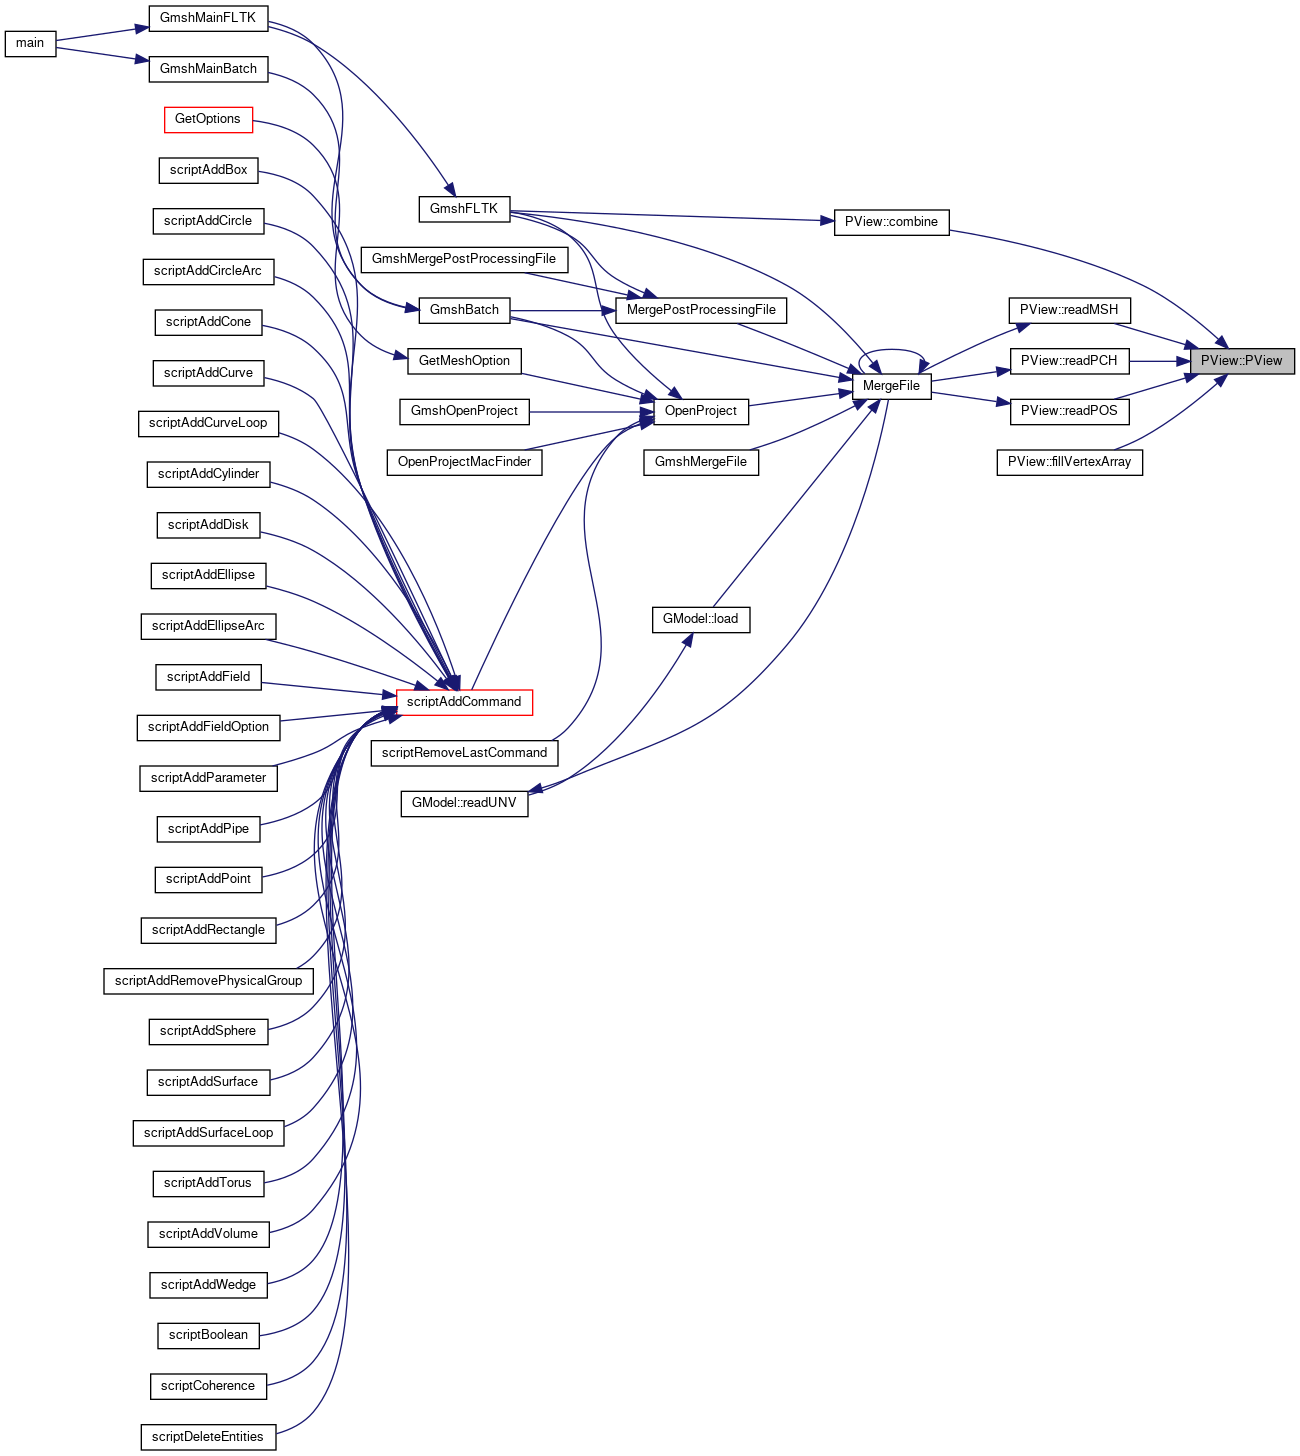 main
GmshMainFLTK
GmshMainBatch
GetOptions
scriptAddBox
scriptAddCircle
scriptAddCircleArc
scriptAddCone
scriptAddCurve
scriptAddCurveLoop
scriptAddCylinder
scriptAddDisk
scriptAddEllipse
scriptAddEllipseArc
scriptAddField
scriptAddFieldOption
scriptAddParameter
scriptAddPipe
scriptAddPoint
scriptAddRectangle
scriptAddRemovePhysicalGroup
scriptAddSphere
scriptAddSurface
scriptAddSurfaceLoop
scriptAddTorus
scriptAddVolume
scriptAddWedge
scriptBoolean
scriptCoherence
scriptDeleteEntities
GmshFLTK
GmshMergePostProcessingFile
GmshBatch
GetMeshOption
GmshOpenProject
OpenProjectMacFinder
scriptAddCommand
scriptRemoveLastCommand
GModel::readUNV
MergePostProcessingFile
OpenProject
GmshMergeFile
GModel::load
PView::combine
MergeFile
PView::readMSH
PView::readPCH
PView::readPOS
PView::fillVertexArray
PView::PView